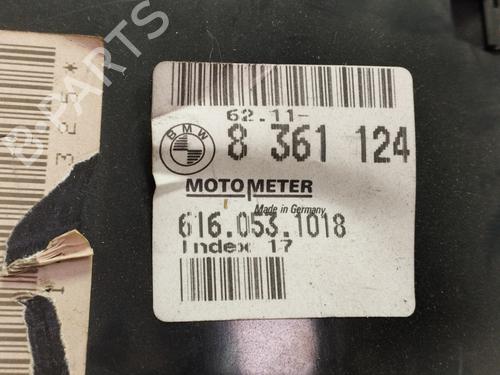 B-PARTS
62.11-
BMW
8 361 124
MOTOMETER
Made in Germany
616.053.1018
Index 17